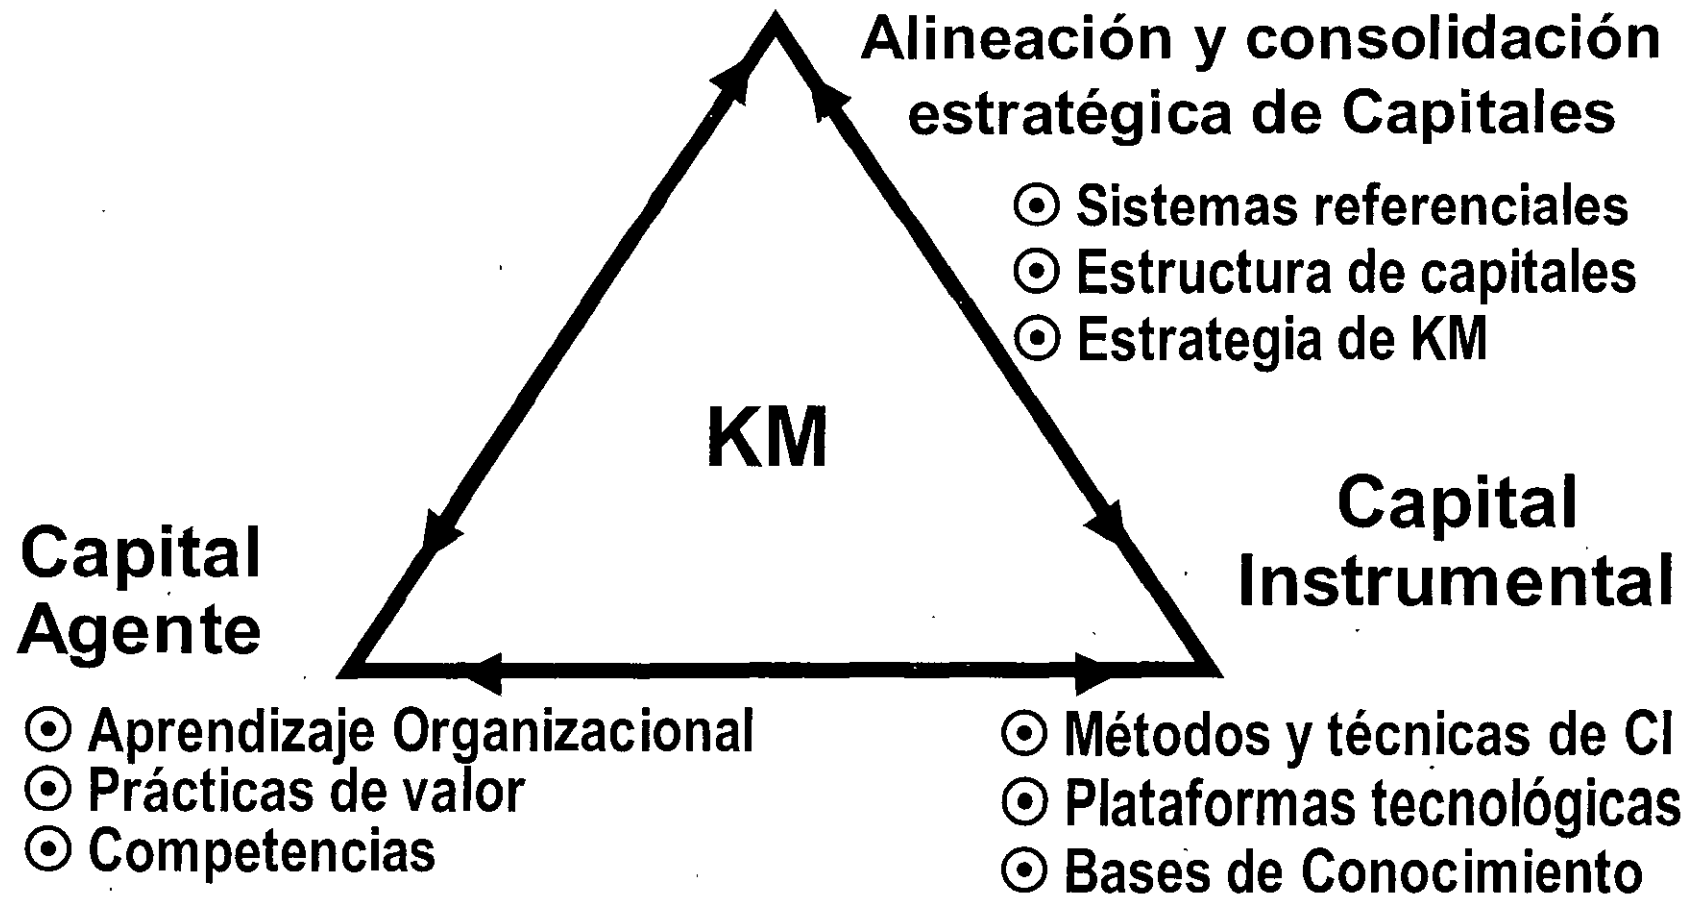 Alineación y consolidación
estratégica de Capitales
⊙ Sistemas referenciales
⊙ Estructura de capitales
⊙ Estrategia de KM
KM
Capital
Agente
⊙ Aprendizaje Organizacional
⊙ Prácticas de valor
⊙ Competencias
Capital
Instrumental
⊙ Métodos y técnicas de CI
⊙ Plataformas tecnológicas
⊙ Bases de Conocimiento